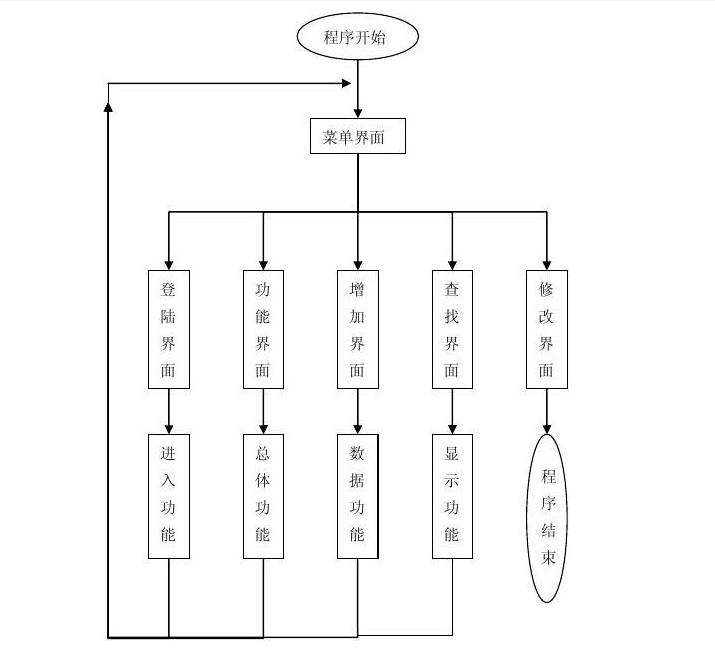 程序开始
菜单界面
登陆界面
功能界面
增加界面
查找界面
修改界面
进入功能
总体功能
数据功能
显示功能
程序结束